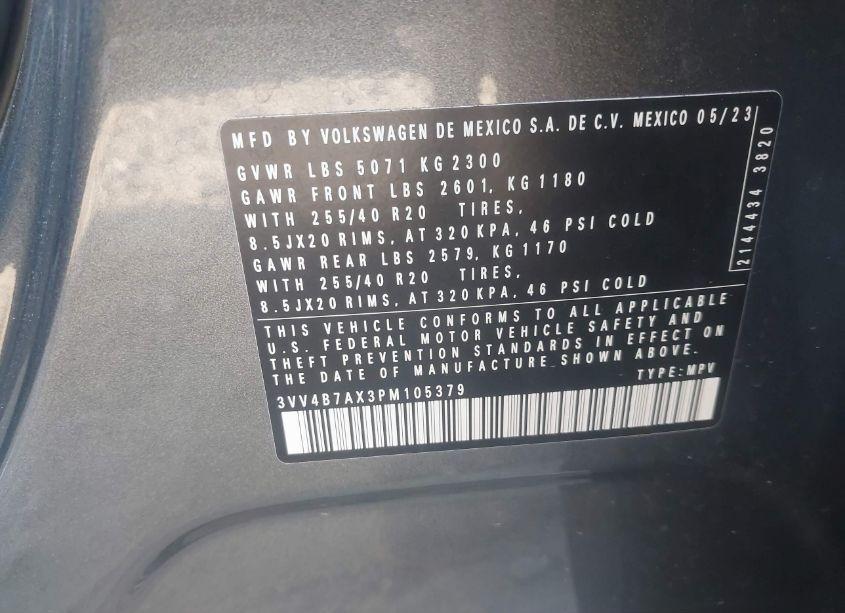 MFD BY VOLKSWAGEN DE MEXICO S.A. DE C.V. MEXICO 05/23
GVWR LBS 5071 KG 2300
GAWR FRONT LBS 2601, KG 1180
WITH 255/40 R20 TIRES,
8.5JX20 RIMS, AT 320 KPA, 46 PSI COLD
GAWR REAR LBS 2579, KG 1170
WITH 255/40 R20 TIRES,
8.5JX20 RIMS, AT 320 KPA, 46 PSI COLD
THIS VEHICLE CONFORMS TO ALL APPLICABLE
U.S. FEDERAL MOTOR VEHICLE SAFETY AND
THEFT PREVENTION STANDARDS IN EFFECT ON
THE DATE OF MANUFACTURE SHOWN ABOVE.
3VV4B7AX3PM105379 TYPE:MPV
2144434 3820